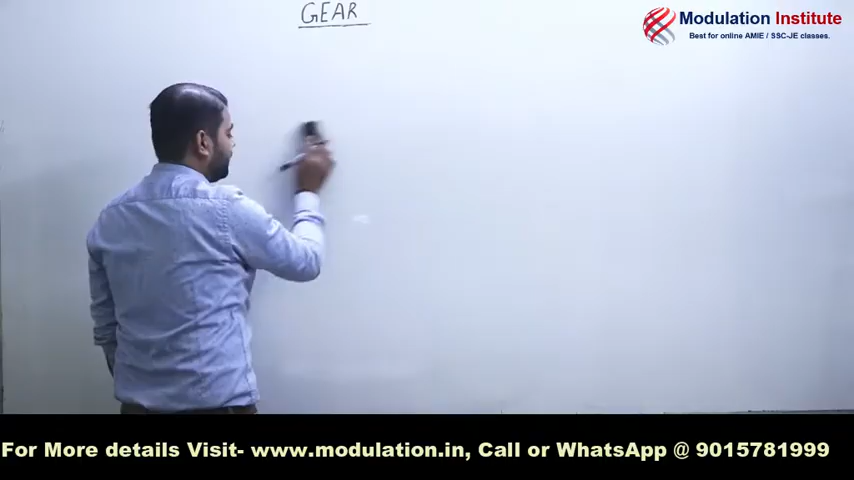 GEAR
Modulation Institute
Best for online AMIE / SSC-JE classes.
For More details Visit- www.modulation.in, Call or WhatsApp @ 9015781999